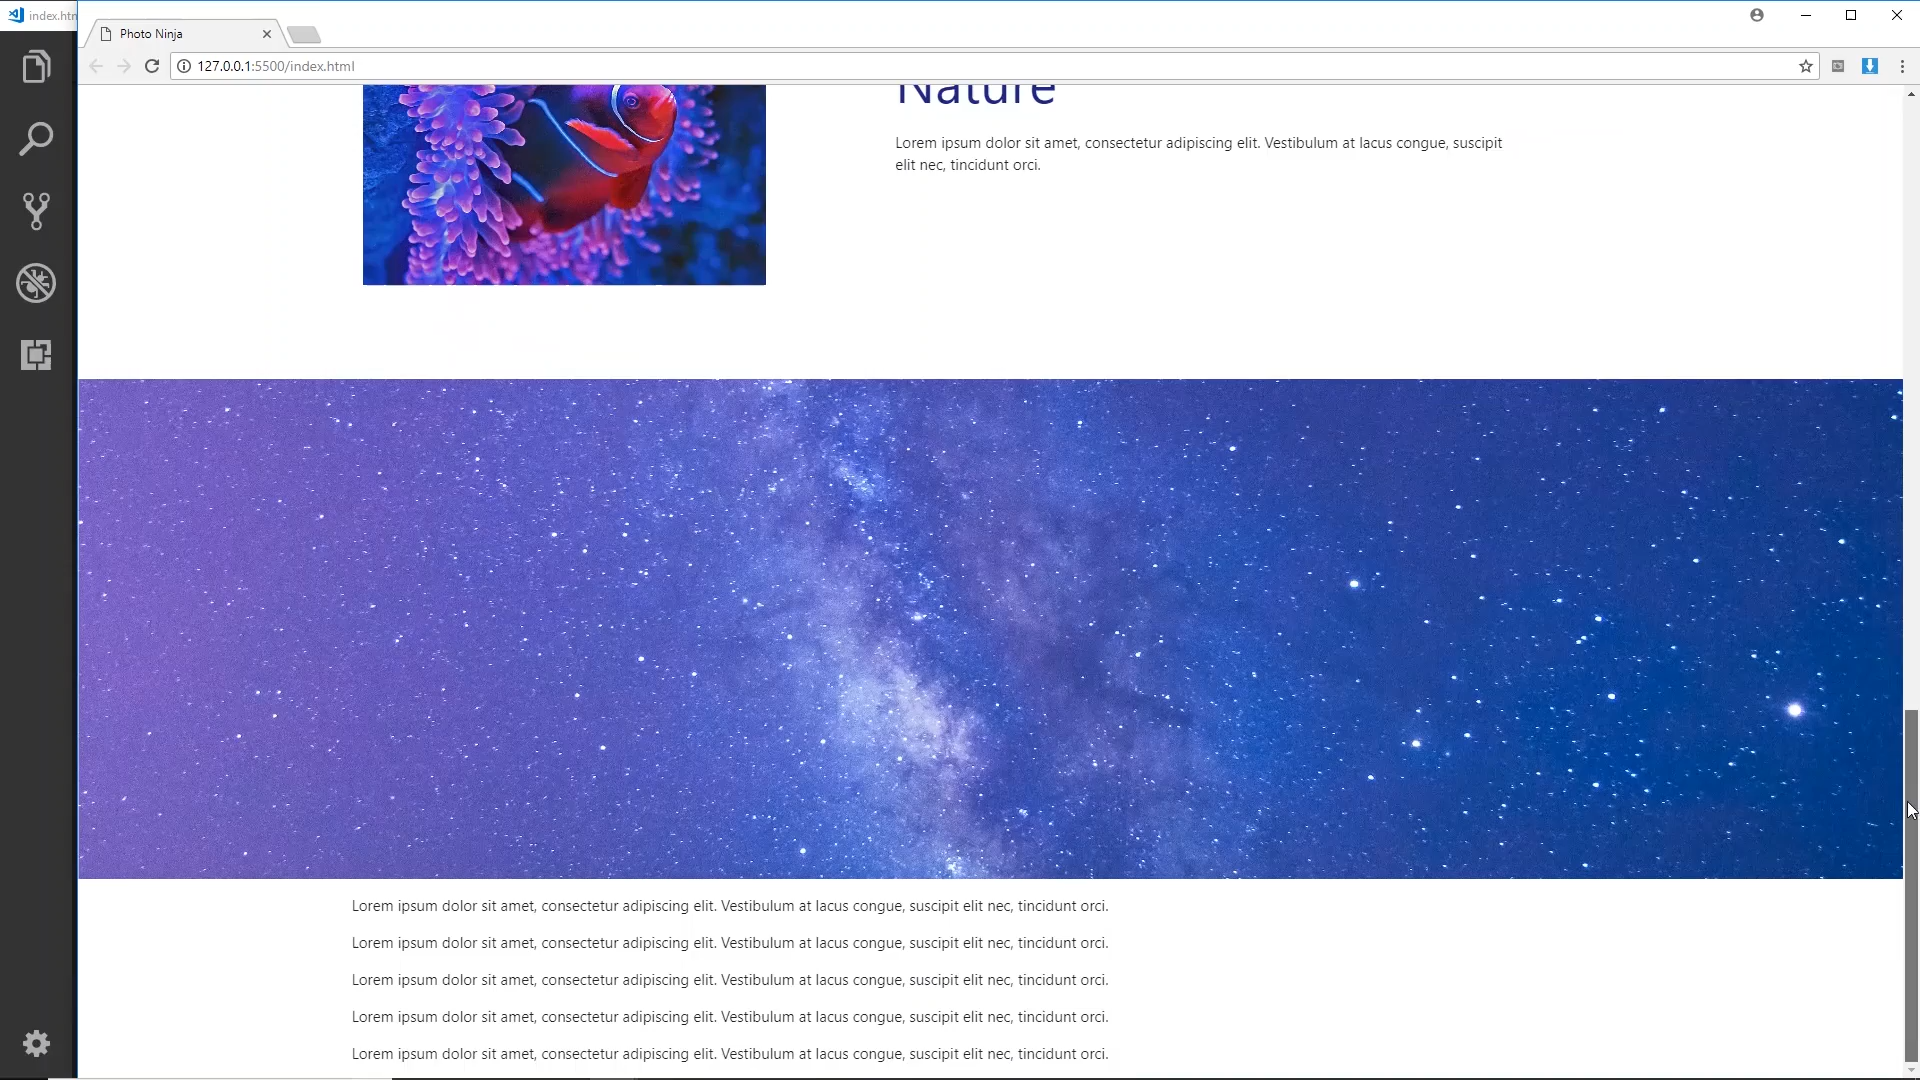 index.htm
Photo Ninja
127.0.0.1:5500/index.html
Nature
Lorem ipsum dolor sit amet, consectetur adipiscing elit. Vestibulum at lacus congue, suscipit
elit nec, tincidunt orci.
Lorem ipsum dolor sit amet, consectetur adipiscing elit. Vestibulum at lacus congue, suscipit elit nec, tincidunt orci.
Lorem ipsum dolor sit amet, consectetur adipiscing elit. Vestibulum at lacus congue, suscipit elit nec, tincidunt orci.
Lorem ipsum dolor sit amet, consectetur adipiscing elit. Vestibulum at lacus congue, suscipit elit nec, tincidunt orci.
Lorem ipsum dolor sit amet, consectetur adipiscing elit. Vestibulum at lacus congue, suscipit elit nec, tincidunt orci.
Lorem ipsum dolor sit amet, consectetur adipiscing elit. Vestibulum at lacus congue, suscipit elit nec, tincidunt orci.